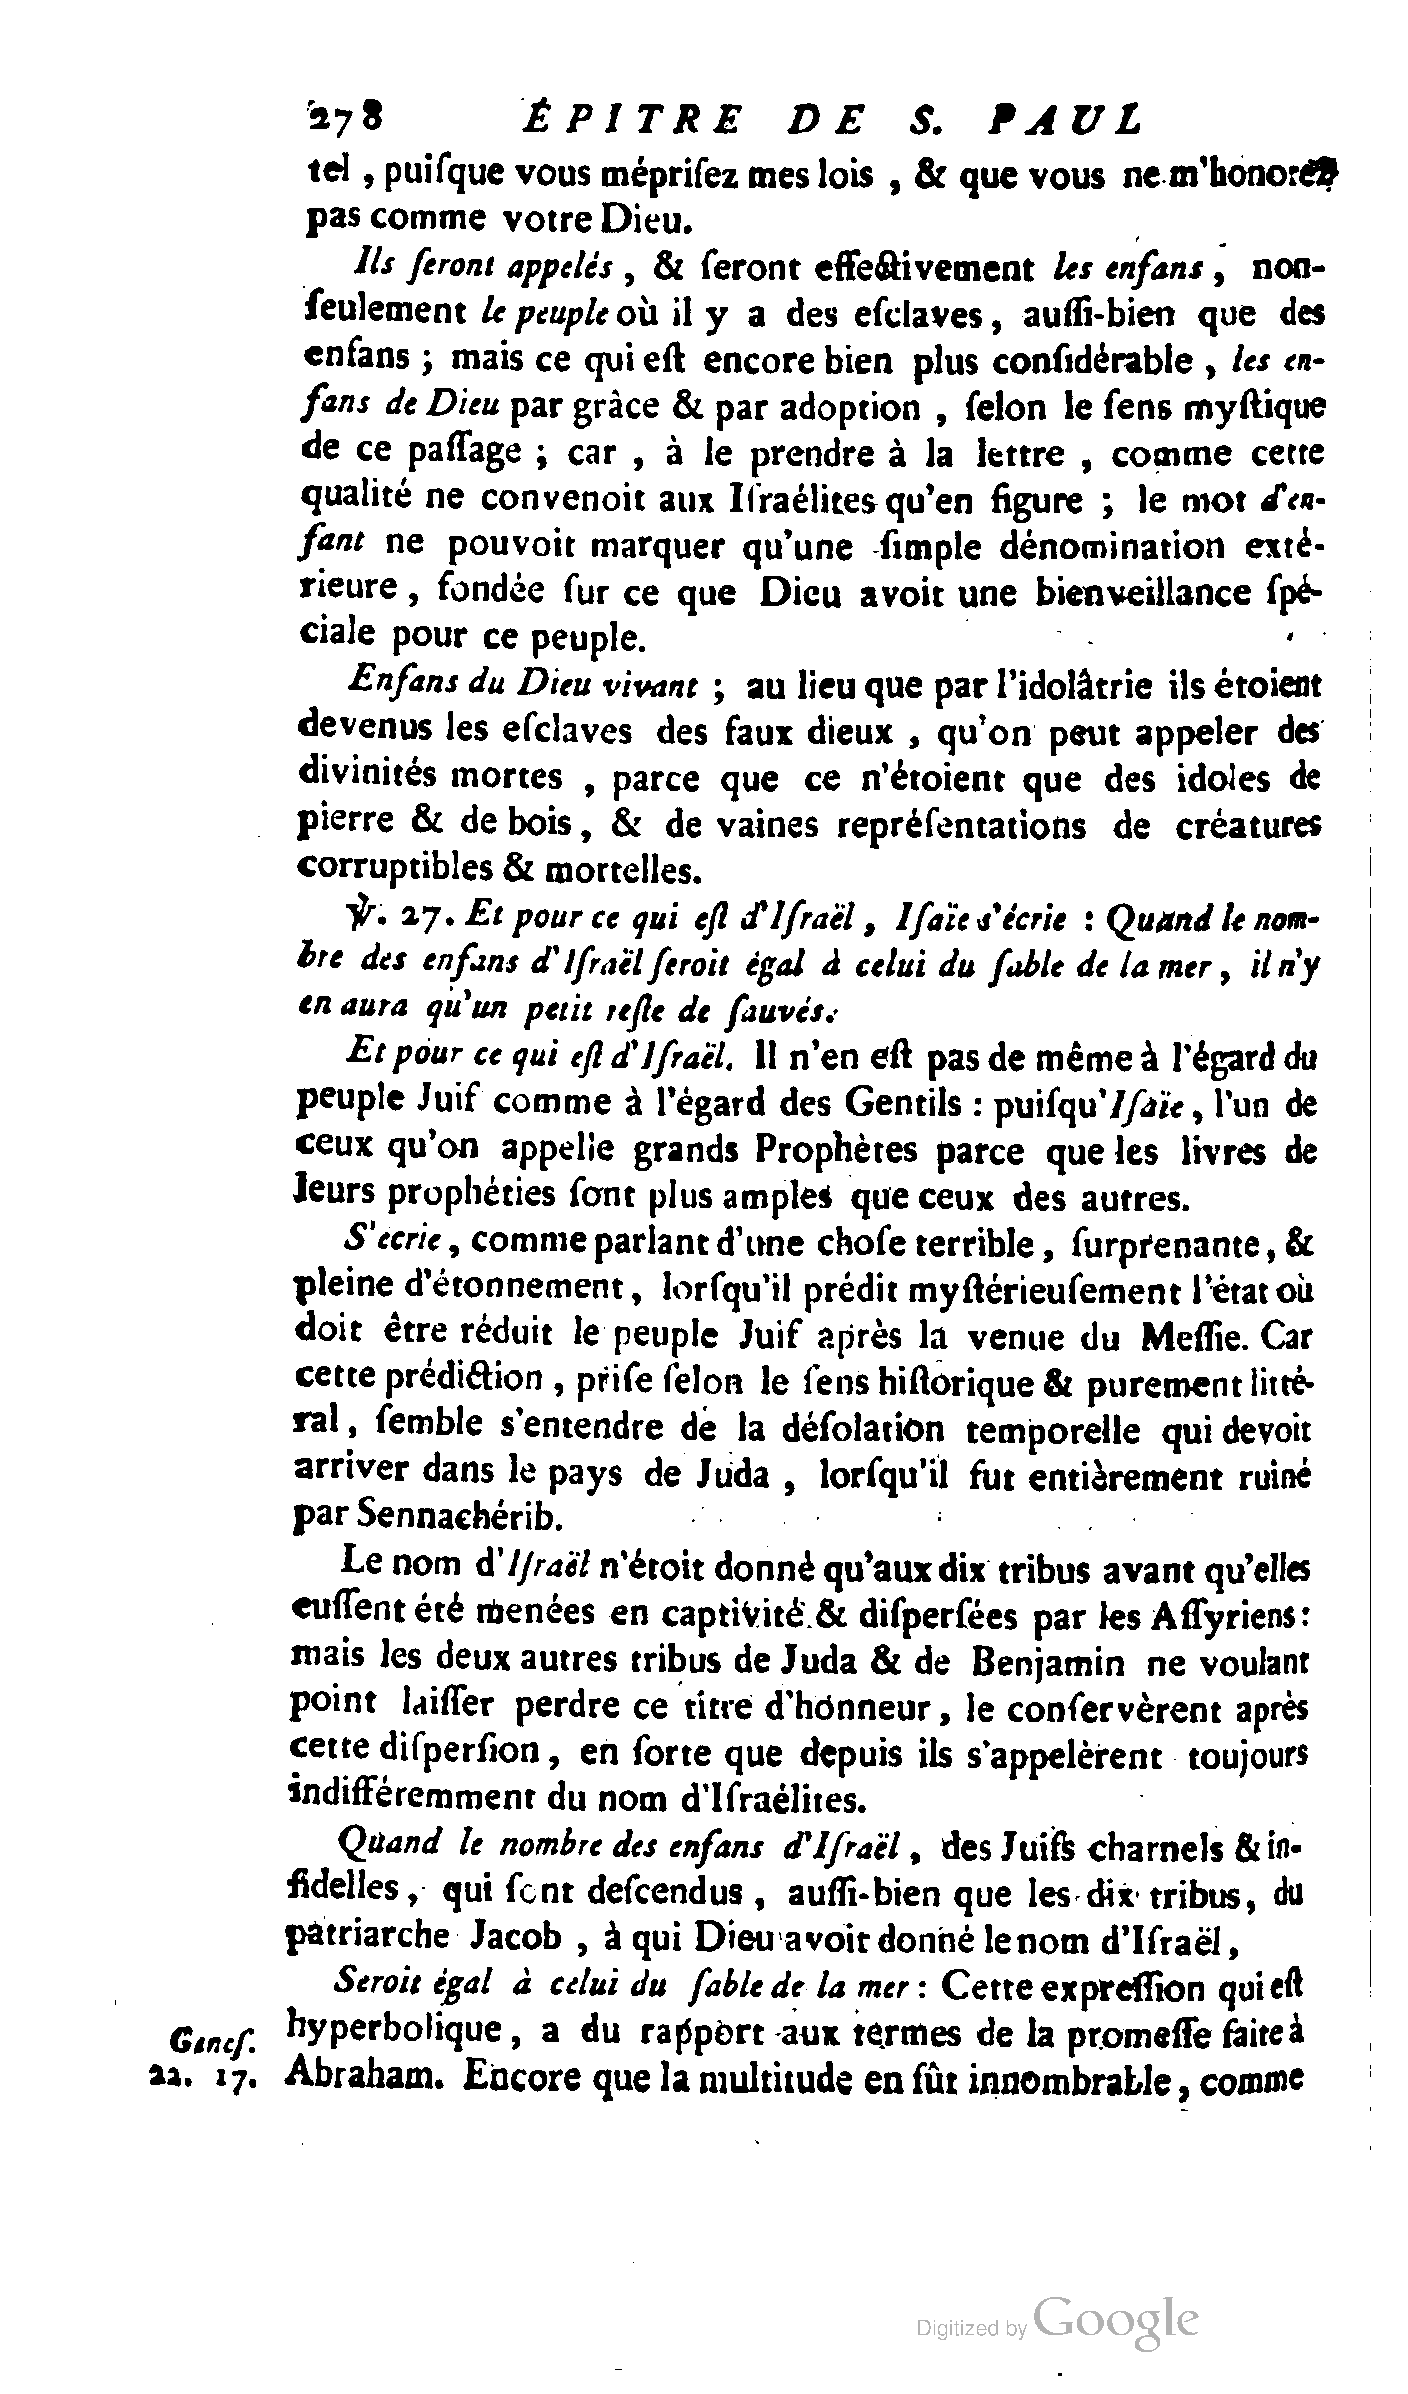 278 ÉPITRE DE S. PAUL
tel , puiſque vous mépriſez mes lois , & que vous ne m'honorez
pas comme votre Dieu.
Ils ſeront appelés , & ſeront effectivement les enfans , non-
ſeulement le peuple où il y a des eſclaves, auſſi-bien que des
enfans ; mais ce qui eſt encore bien plus conſidérable , les en-
fans de Dieu par grâce & par adoption , ſelon le ſens myſtique
de ce paſſage ; car , à le prendre à la lettre , comme cette
qualité ne convenoit aux Iſraélites qu'en figure ; le mot d'en-
fant ne pouvoit marquer qu'une ſimple dénomination exté-
rieure , fondée ſur ce que Dieu avoit une bienveillance ſpé-
ciale pour ce peuple.
Enfans du Dieu vivant ; au lieu que par l'idolâtrie ils étoient
devenus les eſclaves des faux dieux , qu'on peut appeler des
divinités mortes , parce que ce n'étoient que des idoles de
pierre & de bois, & de vaines repréſentations de créatures
corruptibles & mortelles.
℣. 27. Et pour ce qui eſt d'Iſraël , Iſaïe s'écrie : Quand le nom-
bre des enfans d'Iſraël ſeroit égal à celui du ſable de la mer , il n'y
en aura qu'un petit reſte de ſauvés.
Et pour ce qui eſt d'Iſraël. Il n'en eſt pas de même à l'égard du
peuple Juif comme à l'égard des Gentils : puiſqu'Iſaïe , l'un de
ceux qu'on appelle grands Prophètes parce que les livres de
leurs prophéties ſont plus amples que ceux des autres.
S'ecrie , comme parlant d'une choſe terrible, ſurprenante, &
pleine d'étonnement, lorſqu'il prédit myſtérieuſement l'état où
doit être réduit le peuple Juif après la venue du Meſſie. Car
cette prédiction , priſe ſelon le ſens hiſtorique & purement litté-
ral , ſemble s'entendre de la déſolation temporelle qui devoit
arriver dans le pays de Juda , lorſqu'il fut entièrement ruiné
par Sennachérib.
Le nom d'Iſraël n'étoit donné qu'aux dix tribus avant qu'elles
euſſent été menées en captivité & diſperſées par les Aſſyriens:
mais les deux autres tribus de Juda & de Benjamin ne voulant
point laiſſer perdre ce titre d'honneur, le conſervèrent après
cette diſperſion, en ſorte que depuis ils s'appelèrent toujours
indifféremment du nom d'Iſraélites.
Quand le nombre des enfans d'Iſraël , des Juifs charnels & in-
fidelles , qui ſont deſcendus , auſſi-bien que les dix tribus, du
patriarche Jacob , à qui Dieu avoit donné le nom d'Iſraël ,
Seroit égal à celui du ſable de la mer : Cette expreſſion qui eſt
Geneſ. hyperbolique, a du rapport aux termes de la promeſſe faite à
22. 17. Abraham. Encore que la multitude en fût innombrable, comme
Digitized by Google